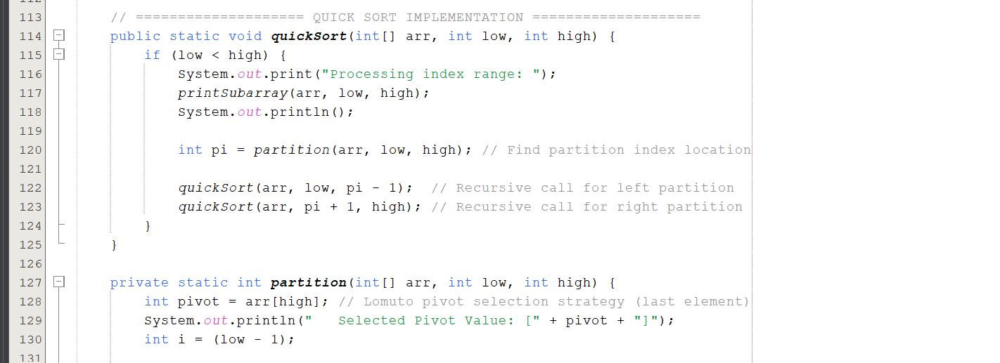 112
113 // ==================== QUICK SORT IMPLEMENTATION ====================
114 public static void quickSort(int[] arr, int low, int high) {
115 if (low < high) {
116 System.out.print("Processing index range: ");
117 printSubarray(arr, low, high);
118 System.out.println();
119
120 int pi = partition(arr, low, high); // Find partition index location
121
122 quickSort(arr, low, pi - 1);  // Recursive call for left partition
123 quickSort(arr, pi + 1, high); // Recursive call for right partition
124 }
125 }
126
127 private static int partition(int[] arr, int low, int high) {
128 int pivot = arr[high]; // Lomuto pivot selection strategy (last element)
129 System.out.println("   Selected Pivot Value: [" + pivot + "]");
130 int i = (low - 1);
131